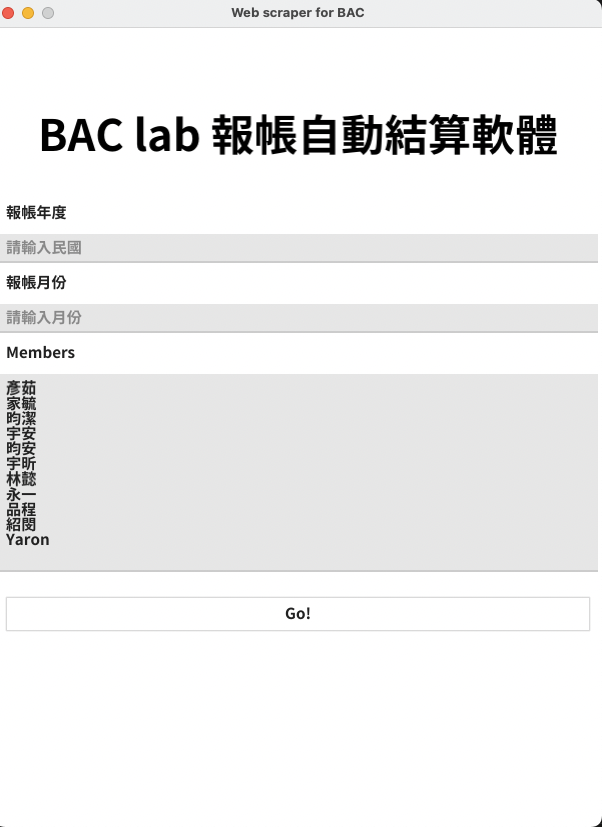 Web scraper for BAC
BAC lab 報帳自動結算軟體
報帳年度
請輸入民國
報帳月份
請輸入月份
Members
彥茹
家毓
昀潔
宇安
昀安
宇昕
林懿
永一
品程
紹閔
Yaron
Go!